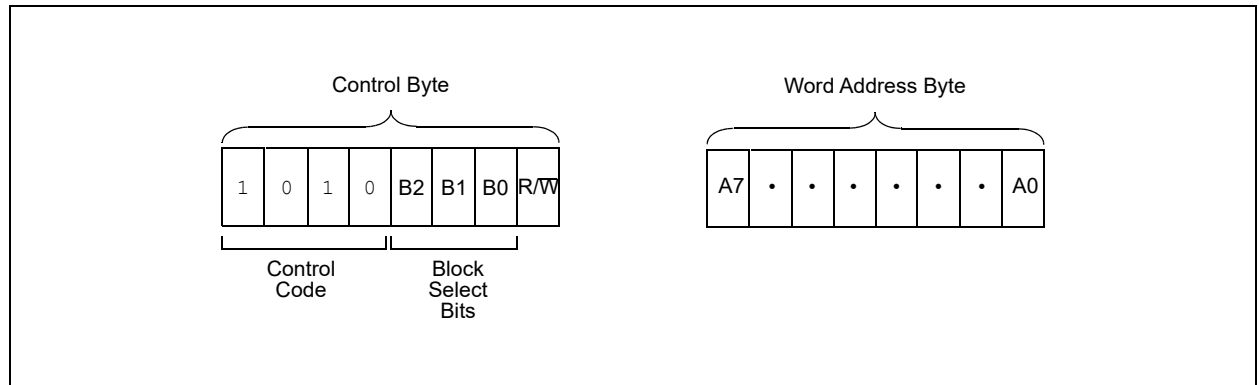 Control Byte
Word Address Byte
1 0 1 0 B2 B1 B0 R/W̅
A7 • • • • • • A0
Control
Code
Block
Select
Bits